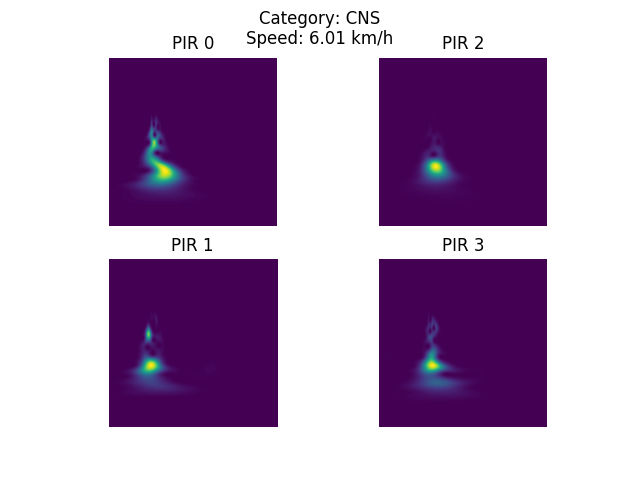 Category: CNS
Speed: 6.01 km/h
PIR 0
PIR 2
PIR 1
PIR 3